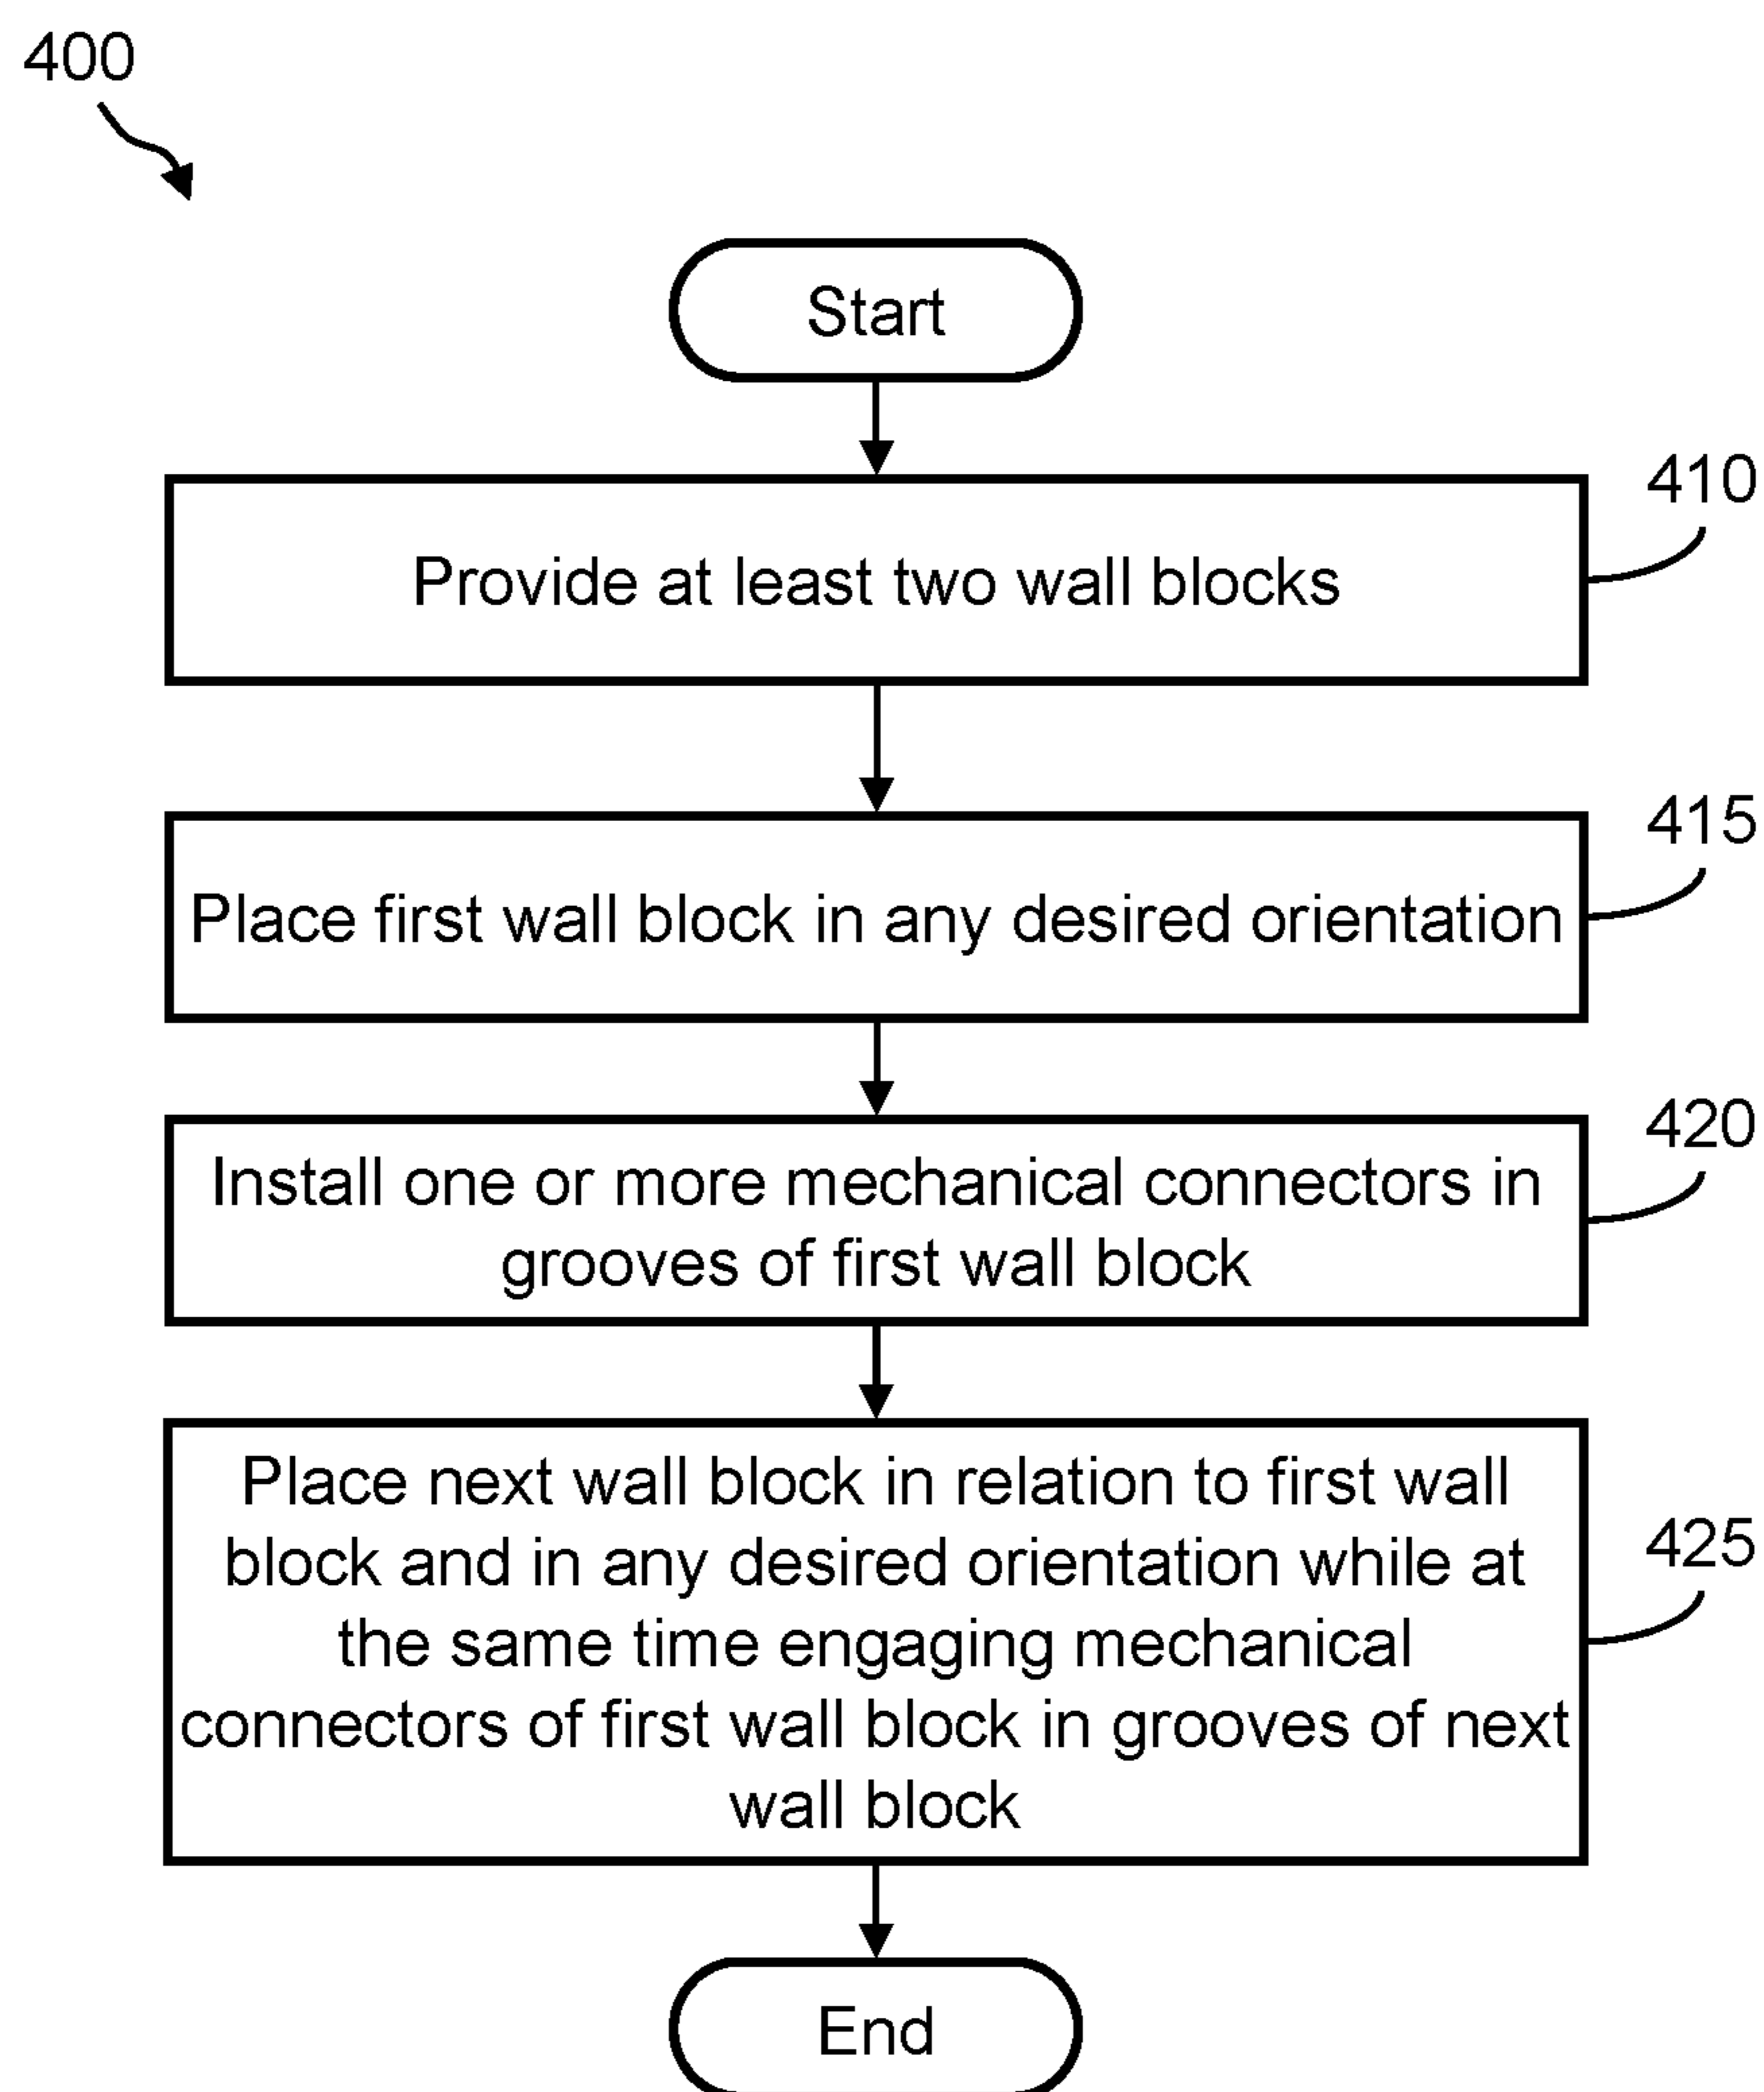 400
Start
410
Provide at least two wall blocks
415
Place first wall block in any desired orientation
420
Install one or more mechanical connectors in
grooves of first wall block
Place next wall block in relation to first wall
block and in any desired orientation while at
425
the same time engaging mechanical
connectors of first wall block in grooves of next
wall block
End